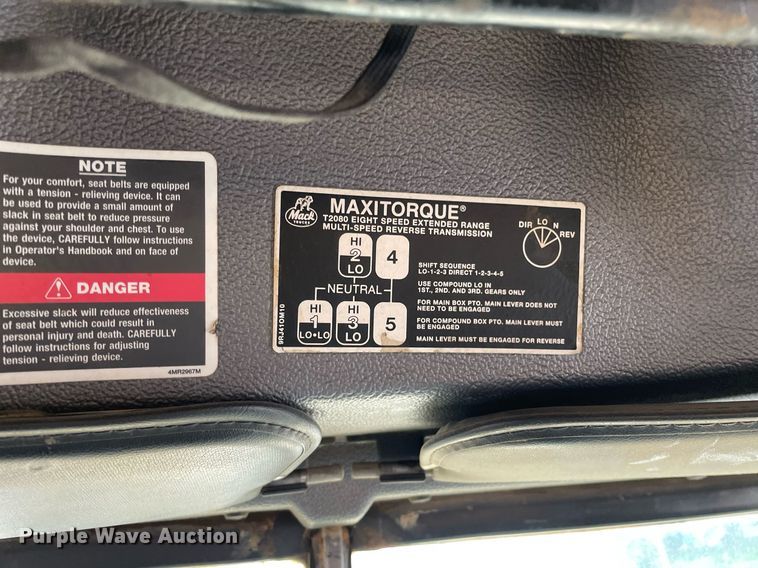 NOTE
For your comfort, seat belts are equipped
with a tension - relieving device. It can
be used to provide a small amount of
slack in seat belt to reduce pressure
against your shoulder and chest. To use
the device, CAREFULLY follow instructions
in Operator's Handbook and on face of
device.
DANGER
Excessive slack will reduce effectiveness
of seat belt which could result in
personal injury and death. CAREFULLY
follow instructions for adjusting
tension - relieving device.
4MR2967M
Mack
TRUCKS
MAXITORQUE®
T2080 EIGHT SPEED EXTENDED RANGE
MULTI-SPEED REVERSE TRANSMISSION
DIR LO N REV
HI
2
LO
4
NEUTRAL
HI
1
LO•LO
HI
3
LO
5
SHIFT SEQUENCE
LO-1-2-3 DIRECT 1-2-3-4-5
USE COMPOUND LO IN
1ST., 2ND. AND 3RD. GEARS ONLY
FOR MAIN BOX PTO. MAIN LEVER DOES NOT
NEED TO BE ENGAGED
FOR COMPOUND BOX PTO. MAIN LEVER MUST
BE ENGAGED
MAIN LEVER MUST BE ENGAGED FOR REVERSE
9RJ41OM10
Purple Wave Auction